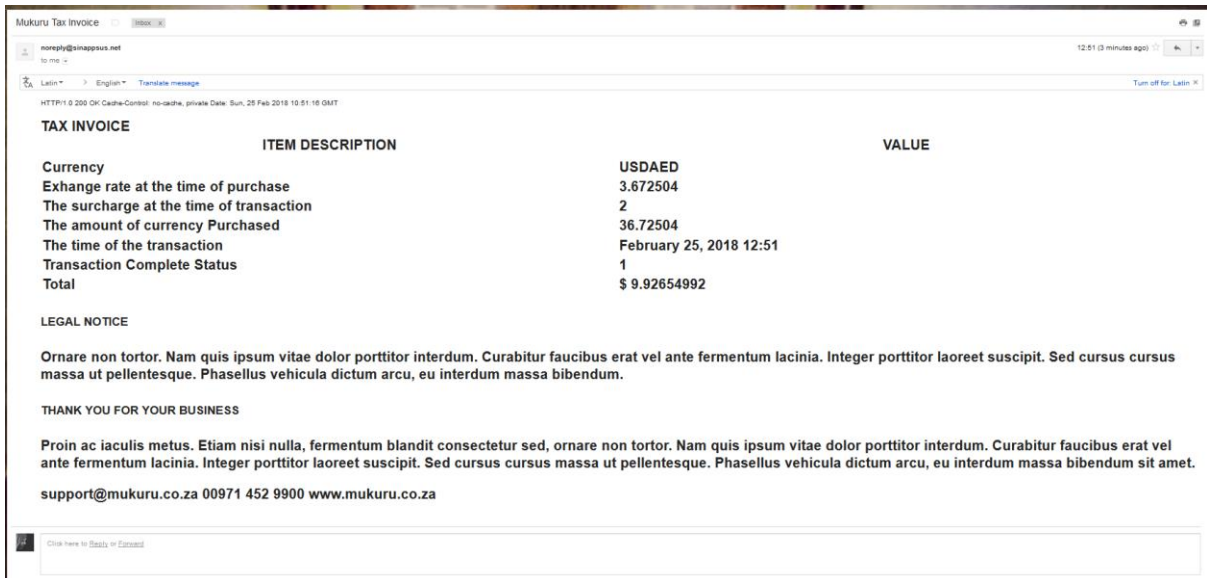 Mukuru Tax Invoice Inbox x
noreply@sinappsus.net 12:51 (3 minutes ago)
to me
Latin > English Translate message Turn off for: Latin ×
HTTP/1.0 200 OK Cache-Control: no-cache, private Date: Sun, 25 Feb 2018 10:51:16 GMT
TAX INVOICE
ITEM DESCRIPTION VALUE
Currency USDAED
Exhange rate at the time of purchase 3.672504
The surcharge at the time of transaction 2
The amount of currency Purchased 36.72504
The time of the transaction February 25, 2018 12:51
Transaction Complete Status 1
Total $ 9.92654992
LEGAL NOTICE
Ornare non tortor. Nam quis ipsum vitae dolor porttitor interdum. Curabitur faucibus erat vel ante fermentum lacinia. Integer porttitor laoreet suscipit. Sed cursus cursus
massa ut pellentesque. Phasellus vehicula dictum arcu, eu interdum massa bibendum.
THANK YOU FOR YOUR BUSINESS
Proin ac iaculis metus. Etiam nisi nulla, fermentum blandit consectetur sed, ornare non tortor. Nam quis ipsum vitae dolor porttitor interdum. Curabitur faucibus erat vel
ante fermentum lacinia. Integer porttitor laoreet suscipit. Sed cursus cursus massa ut pellentesque. Phasellus vehicula dictum arcu, eu interdum massa bibendum sit amet.
support@mukuru.co.za 00971 452 9900 www.mukuru.co.za
Click here to Reply or Forward